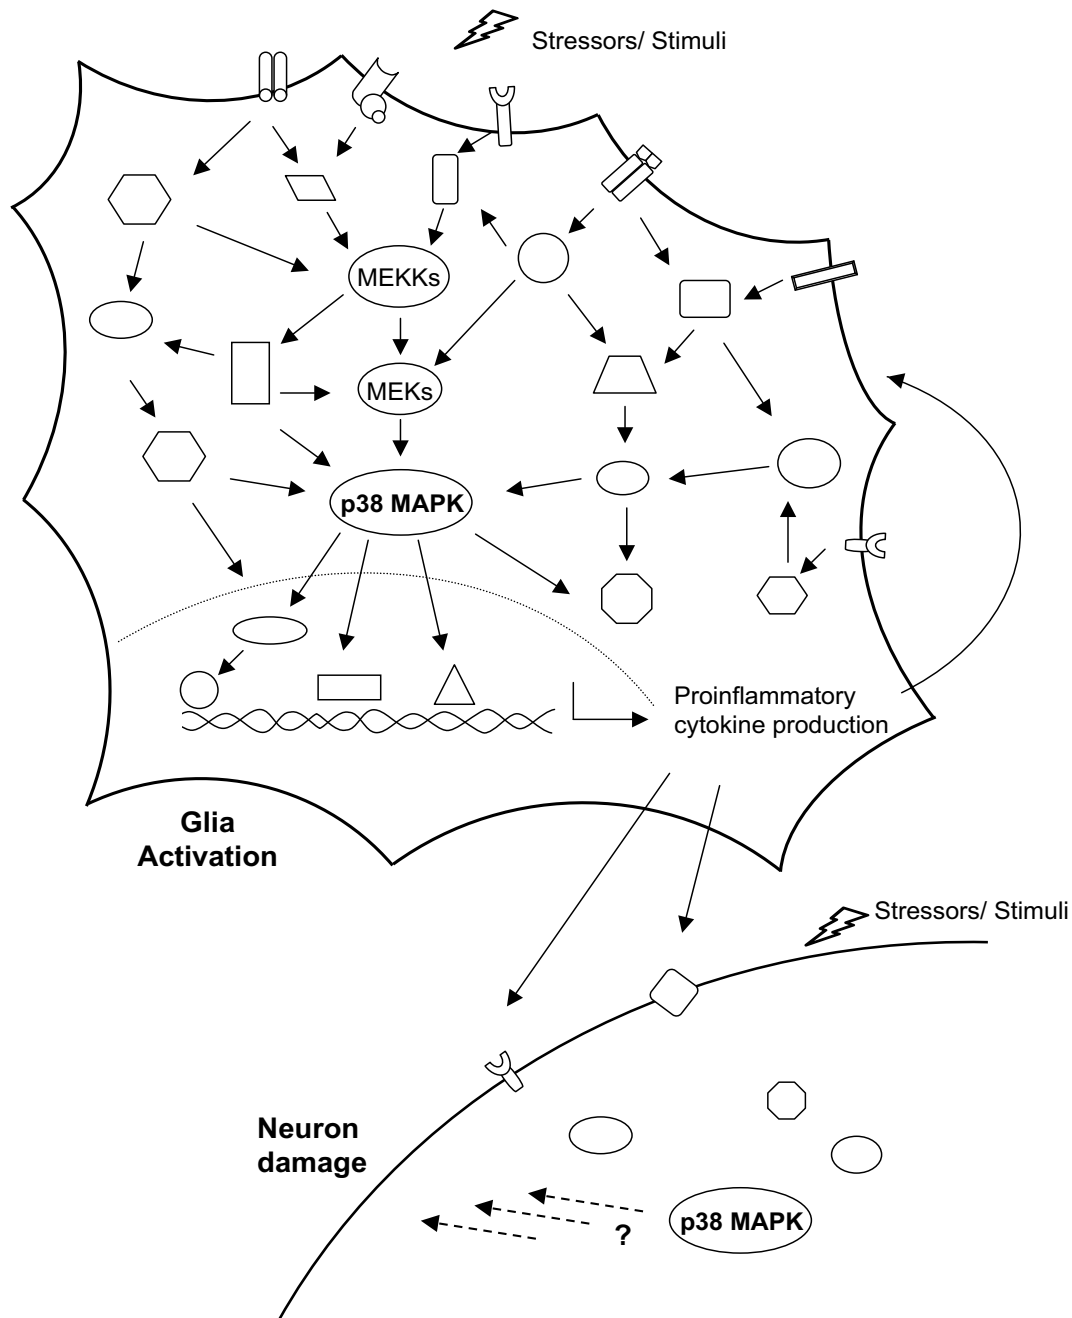 Stressors/ Stimuli
MEKKs
MEKs
p38 MAPK
Proinflammatory
cytokine production
Glia
Activation
Stressors/ Stimuli
Neuron
damage
p38 MAPK
?